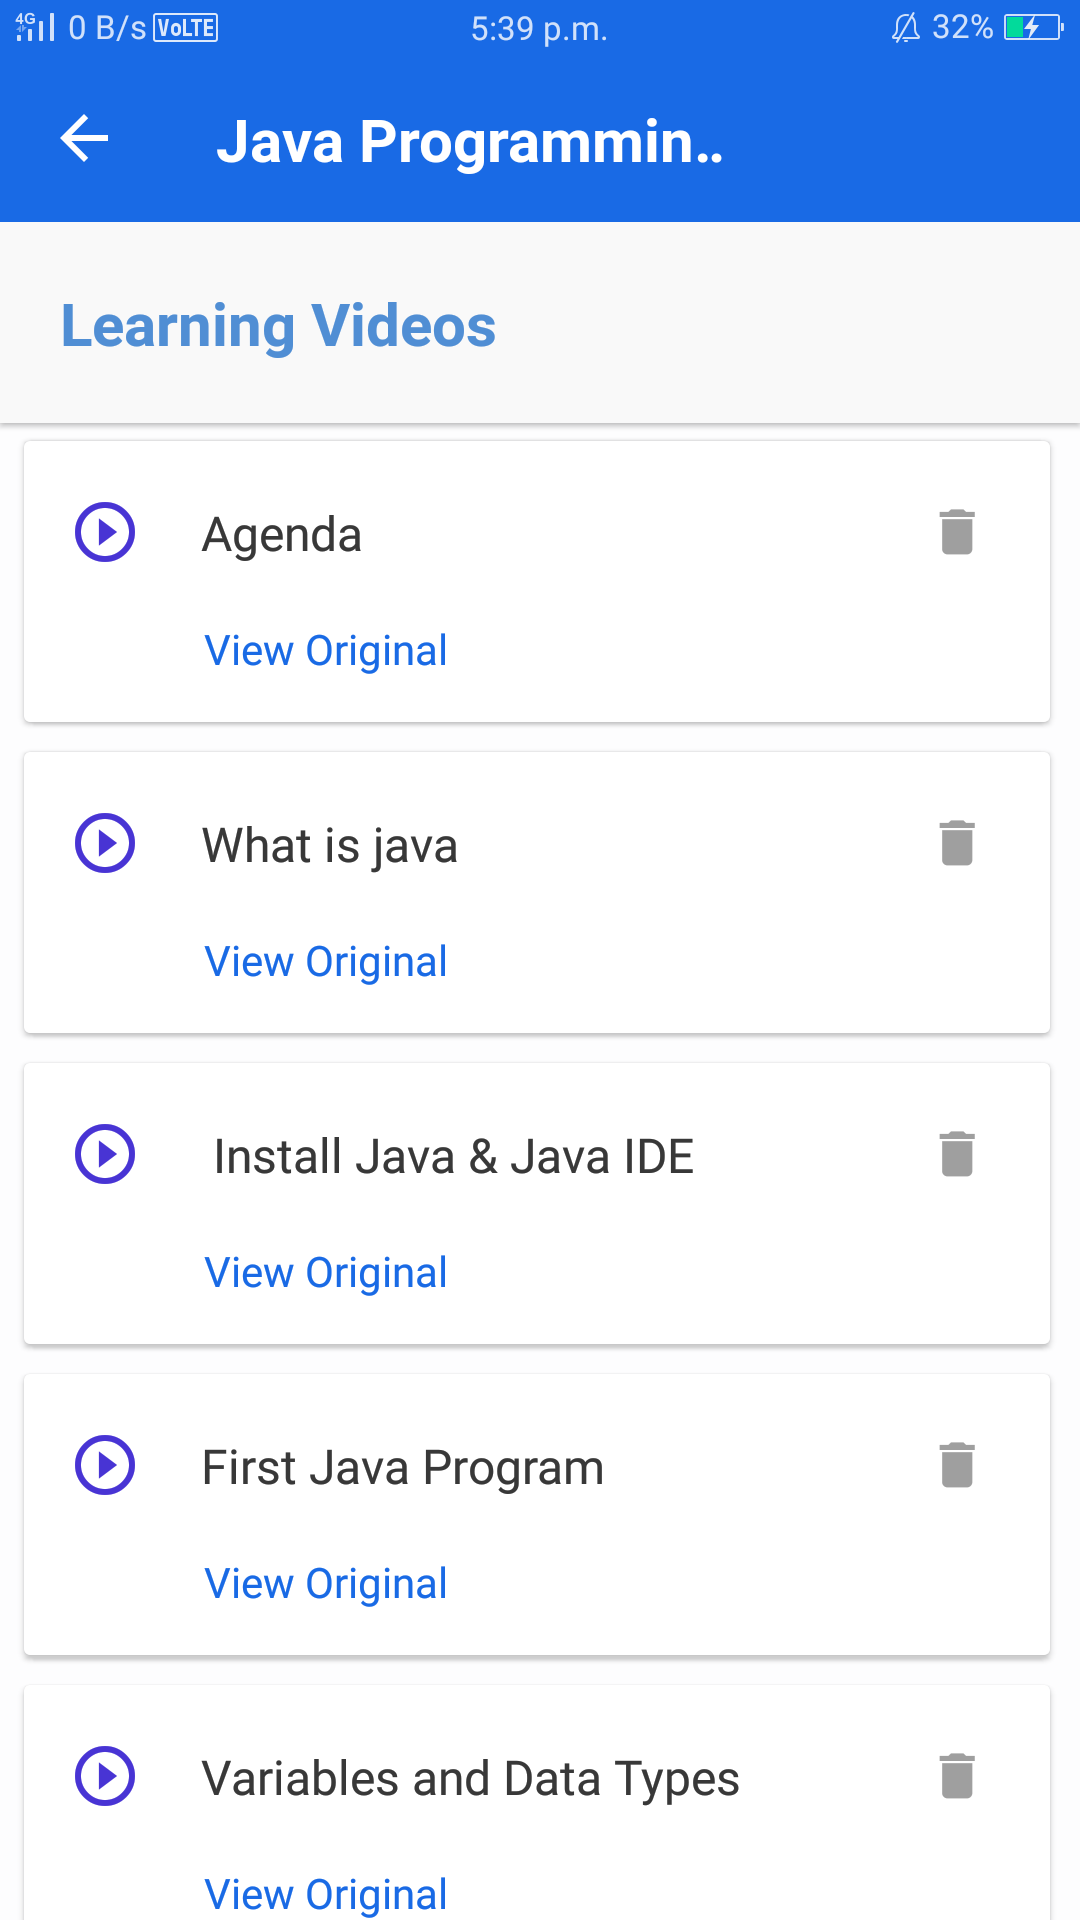 4G 0 B/s VoLTE 5:39 p.m. 32%
Java Programmin..
Learning Videos
Agenda
View Original
What is java
View Original
Install Java & Java IDE
View Original
First Java Program
View Original
Variables and Data Types
View Original